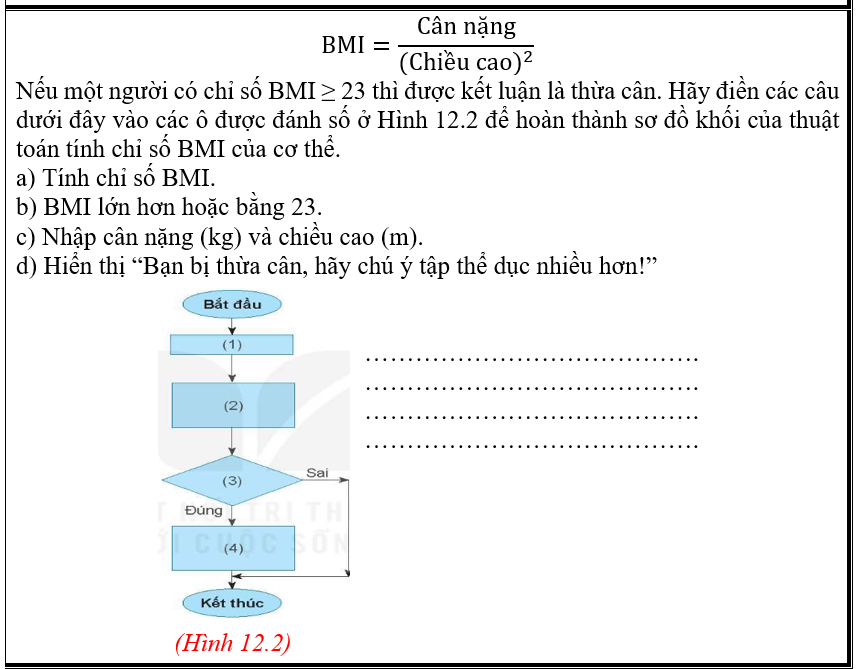 BMI = Cân nặng / (Chiều cao)²
Nếu một người có chỉ số BMI ≥ 23 thì được kết luận là thừa cân. Hãy điền các câu
dưới đây vào các ô được đánh số ở Hình 12.2 để hoàn thành sơ đồ khối của thuật
toán tính chỉ số BMI của cơ thể.
a) Tính chỉ số BMI.
b) BMI lớn hơn hoặc bằng 23.
c) Nhập cân nặng (kg) và chiều cao (m).
d) Hiển thị “Bạn bị thừa cân, hãy chú ý tập thể dục nhiều hơn!”
Bắt đầu
(1)
…………………………………
(2)
…………………………………
…………………………………
…………………………………
(3)
Sai
Đúng
(4)
Kết thúc
(Hình 12.2)